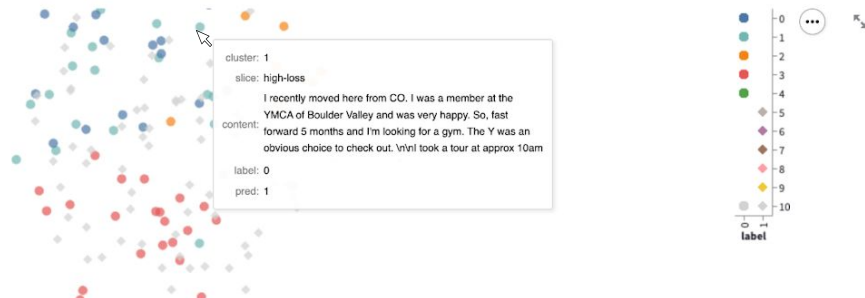 cluster: 1
slice: high-loss
I recently moved here from CO. I was a member at the
YMCA of Boulder Valley and was very happy. So, fast
content: forward 5 months and I'm looking for a gym. The Y was an
obvious choice to check out. \n\nI took a tour at approx 10am
label: 0
pred: 1
0
1
2
3
4
5
6
7
8
9
10
0 1
label